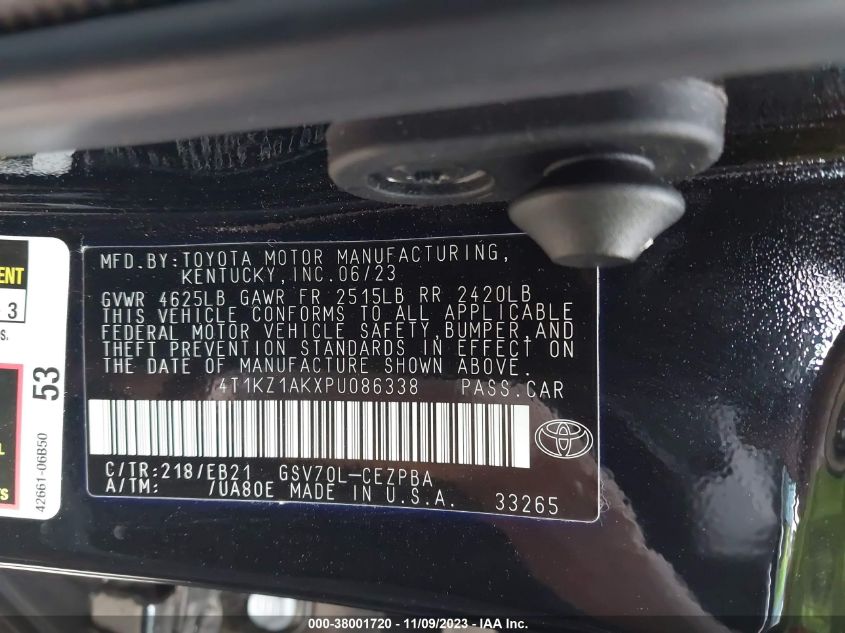 ENT
3
S.
53
L
ts
42661-06B50
MFD.BY:TOYOTA MOTOR MANUFACTURING,
KENTUCKY,INC.06/23
GVWR 4625LB GAWR FR 2515LB RR 2420LB
THIS VEHICLE CONFORMS TO ALL APPLICABLE
FEDERAL MOTOR VEHICLE SAFETY,BUMPER,AND
THEFT PREVENTION STANDARDS IN EFFECT ON
THE DATE OF MANUFACTURE SHOWN ABOVE.
4T1KZ1AKXPU086338 PASS.CAR
C/TR:218/EB21 GSV70L-CEZPBA
A/TM: /UA80E MADE IN U.S.A.
33265
000-38001720 — 11/09/2023 — IAA Inc.